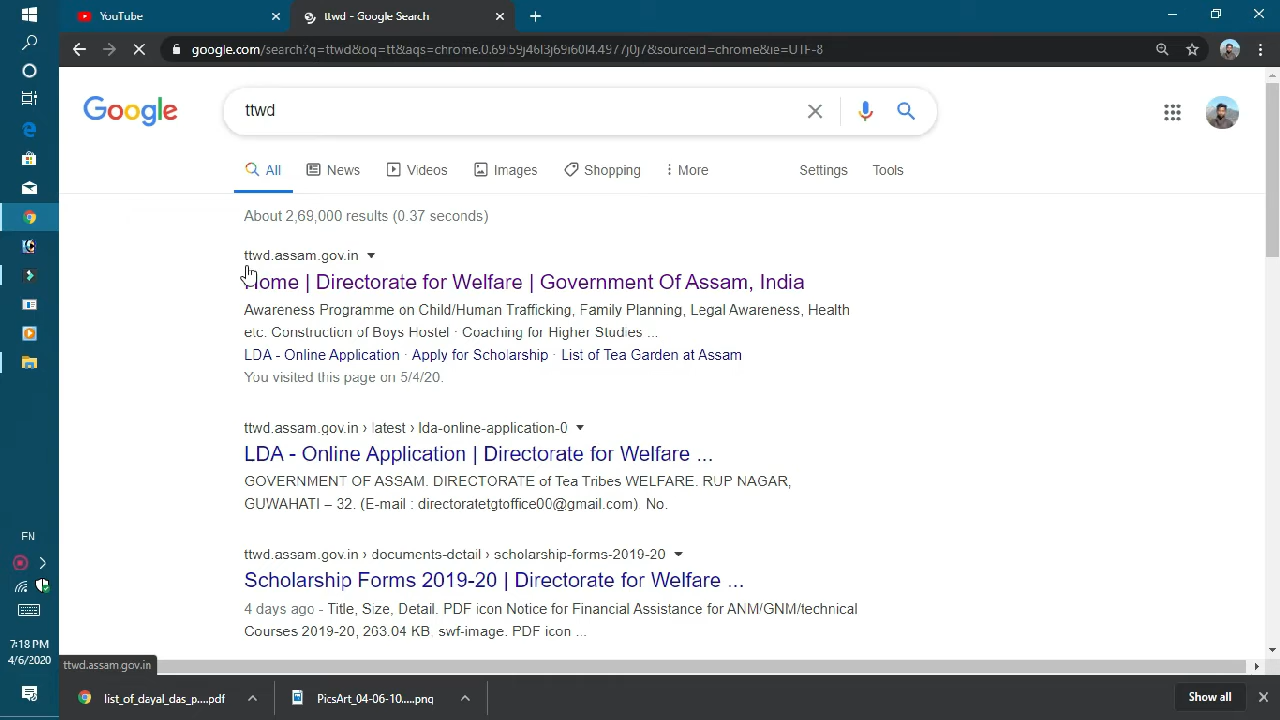 YouTube
ttwd - Google Search
google.com/search?q=ttwd&oq=tt&aqs=chrome.0.69i59j46l3j69i60l4.4977j0j7&sourceid=chrome&ie=UTF-8
Google
ttwd
All
News
Videos
Images
Shopping
More
Settings
Tools
About 2,69,000 results (0.37 seconds)
ttwd.assam.gov.in
Home | Directorate for Welfare | Government Of Assam, India
Awareness Programme on Child/Human Trafficking, Family Planning, Legal Awareness, Health
etc. Construction of Boys Hostel · Coaching for Higher Studies ...
LDA - Online Application · Apply for Scholarship · List of Tea Garden at Assam
You visited this page on 5/4/20.
ttwd.assam.gov.in › latest › lda-online-application-0
LDA - Online Application | Directorate for Welfare ...
GOVERNMENT OF ASSAM. DIRECTORATE of Tea Tribes WELFARE. RUP NAGAR,
GUWAHATI – 32. (E-mail : directoratetgtoffice00@gmail.com). No.
ttwd.assam.gov.in › documents-detail › scholarship-forms-2019-20
Scholarship Forms 2019-20 | Directorate for Welfare ...
4 days ago - Title, Size, Detail. PDF icon Notice for Financial Assistance for ANM/GNM/technical
Courses 2019-20, 263.04 KB. swf-image. PDF icon ...
EN
7:18 PM
4/6/2020
ttwd.assam.gov.in
list_of_dayal_das_p....pdf
PicsArt_04-06-10.....png
Show all